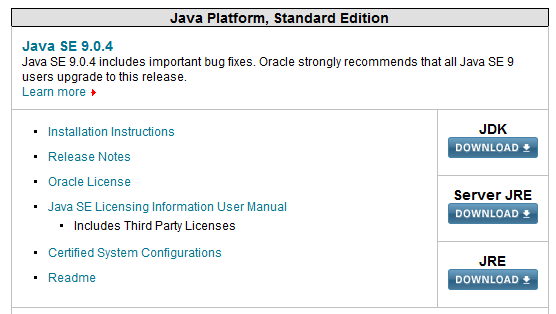 Java Platform, Standard Edition
Java SE 9.0.4
Java SE 9.0.4 includes important bug fixes. Oracle strongly recommends that all Java SE 9
users upgrade to this release.
Learn more
Installation Instructions
Release Notes
Oracle License
Java SE Licensing Information User Manual
Includes Third Party Licenses
Certified System Configurations
Readme
JDK
DOWNLOAD
Server JRE
DOWNLOAD
JRE
DOWNLOAD